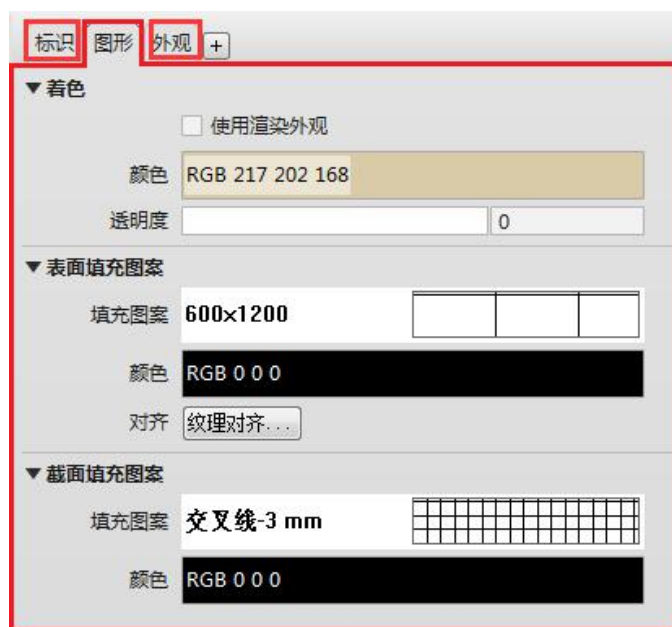 标识 图形 外观 +
▼着色
使用渲染外观
颜色 RGB 217 202 168
透明度 0
▼表面填充图案
填充图案 600×1200
颜色 RGB 0 0 0
对齐 纹理对齐...
▼截面填充图案
填充图案 交叉线-3 mm
颜色 RGB 0 0 0